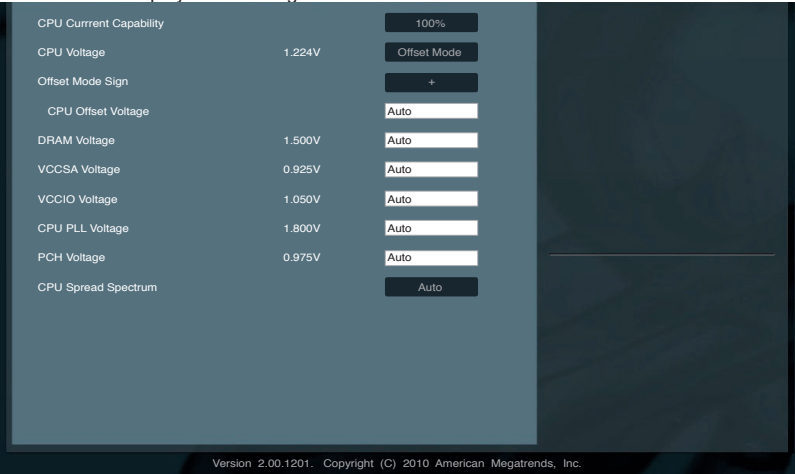 CPU Currrent Capability 100%
CPU Voltage 1.224V Offset Mode
Offset Mode Sign +
CPU Offset Voltage Auto
DRAM Voltage 1.500V Auto
VCCSA Voltage 0.925V Auto
VCCIO Voltage 1.050V Auto
CPU PLL Voltage 1.800V Auto
PCH Voltage 0.975V Auto
CPU Spread Spectrum Auto
Version 2.00.1201. Copyright (C) 2010 American Megatrends, Inc.